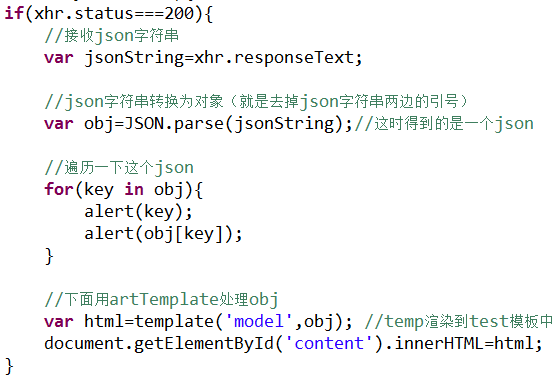 if(xhr.status===200){
    //接收json字符串
    var jsonString=xhr.responseText;

    //json字符串转换为对象（就是去掉json字符串两边的引号）
    var obj=JSON.parse(jsonString);//这时得到的是一个json

    //遍历一下这个json
    for(key in obj){
        alert(key);
        alert(obj[key]);
    }

    //下面用artTemplate处理obj
    var html=template('model',obj); //temp渲染到test模板中
    document.getElementById('content').innerHTML=html;
}